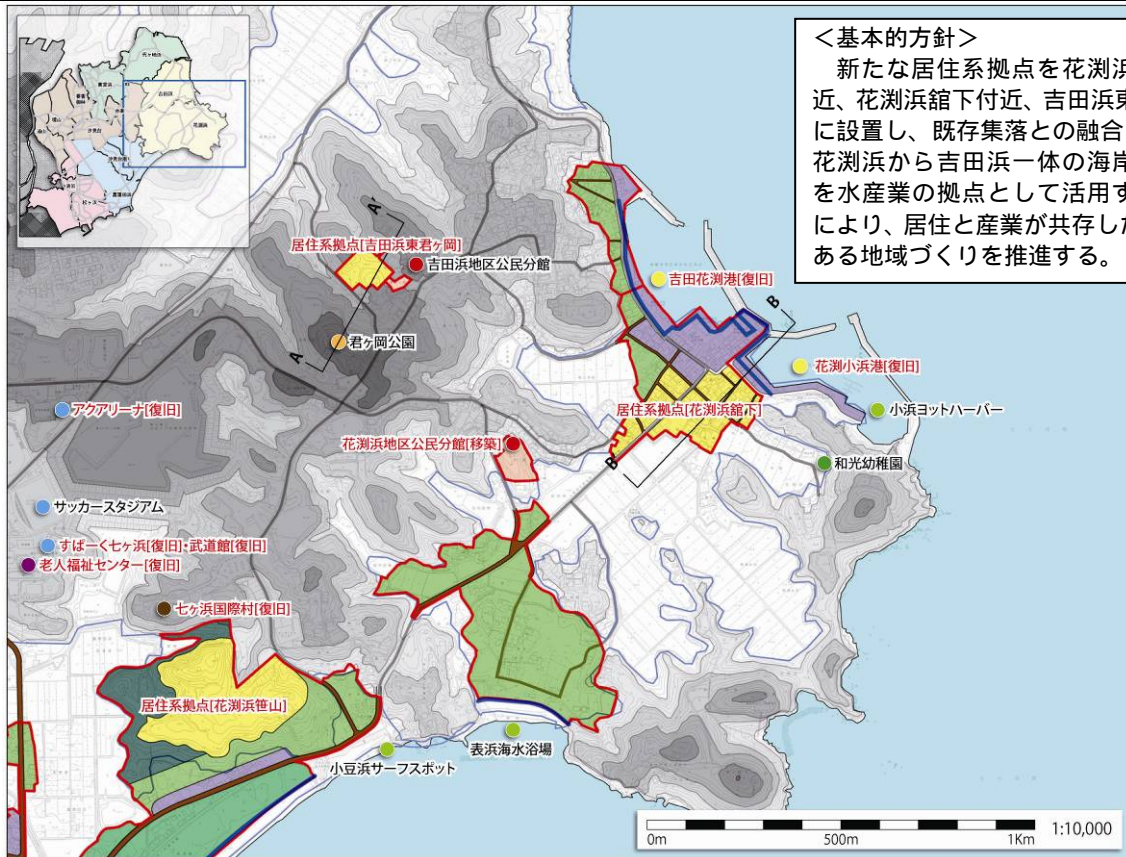 <基本的方針>
新たな居住系拠点を花渕浜
近、花渕浜舘下付近、吉田浜東
に設置し、既存集落との融合
花渕浜から吉田浜一体の海岸
を水産業の拠点として活用す
により、居住と産業が共存した
ある地域づくりを推進する。
吉田浜
花渕浜
A'
居住系拠点[吉田浜東君ヶ岡]
吉田浜地区公民分館
吉田花渕港[復旧]
B'
君ヶ岡公園
A
花渕小浜港[復旧]
アクアリーナ[復旧]
居住系拠点[花渕浜舘下]
小浜ヨットハーバー
花渕浜地区公民分館[移築]
B
和光幼稚園
サッカースタジアム
すぱーく七ヶ浜[復旧]・武道館[復旧]
老人福祉センター[復旧]
七ヶ浜国際村[復旧]
居住系拠点[花渕浜笹山]
表浜海水浴場
小豆浜サーフスポット
0m 500m 1Km 1:10,000